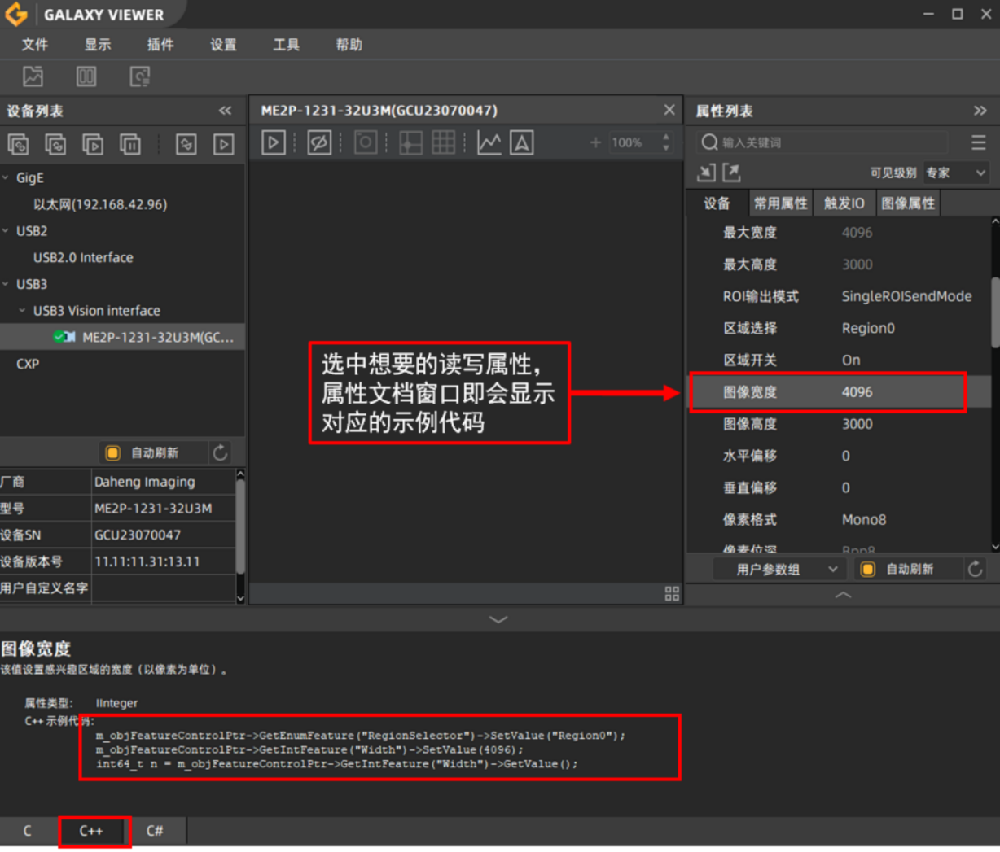 GALAXY VIEWER
文件 显示 插件 设置 工具 帮助
设备列表
GigE
以太网(192.168.42.96)
USB2
USB2.0 Interface
USB3
USB3 Vision interface
ME2P-1231-32U3M(GC...
CXP
自动刷新
厂商 Daheng Imaging
型号 ME2P-1231-32U3M
设备SN GCU23070047
设备版本号 11.11:11.31:13.11
用户自定义名字
ME2P-1231-32U3M(GCU23070047)
100%
选中想要的读写属性，
属性文档窗口即会显示
对应的示例代码
属性列表
输入关键词
可见级别 专家
设备 常用属性 触发IO 图像属性
最大宽度 4096
最大高度 3000
ROI输出模式 SingleROISendMode
区域选择 Region0
区域开关 On
图像宽度 4096
图像高度 3000
水平偏移 0
垂直偏移 0
像素格式 Mono8
像素位深 Bpp8
用户参数组 自动刷新
图像宽度
该值设置感兴趣区域的宽度（以像素为单位）。
属性类型: IInteger
C++ 示例代码:
m_objFeatureControlPtr->GetEnumFeature("RegionSelector")->SetValue("Region0");
m_objFeatureControlPtr->GetIntFeature("Width")->SetValue(4096);
int64_t n = m_objFeatureControlPtr->GetIntFeature("Width")->GetValue();
C C++ C#